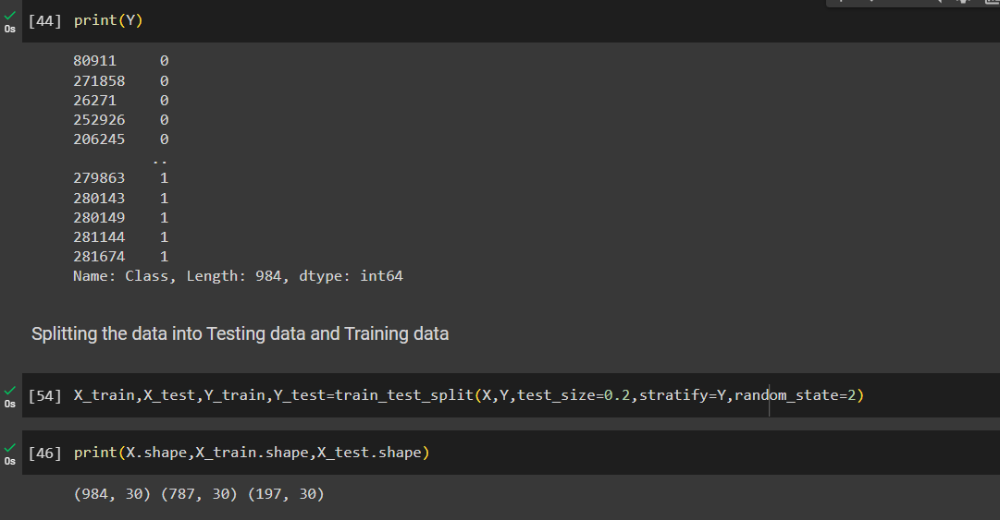 [44] print(Y)
0s
80911 0
271858 0
26271 0
252926 0
206245 0
..
279863 1
280143 1
280149 1
281144 1
281674 1
Name: Class, Length: 984, dtype: int64
Splitting the data into Testing data and Training data
[54] X_train,X_test,Y_train,Y_test=train_test_split(X,Y,test_size=0.2,stratify=Y,random_state=2)
0s
[46] print(X.shape,X_train.shape,X_test.shape)
0s
(984, 30) (787, 30) (197, 30)